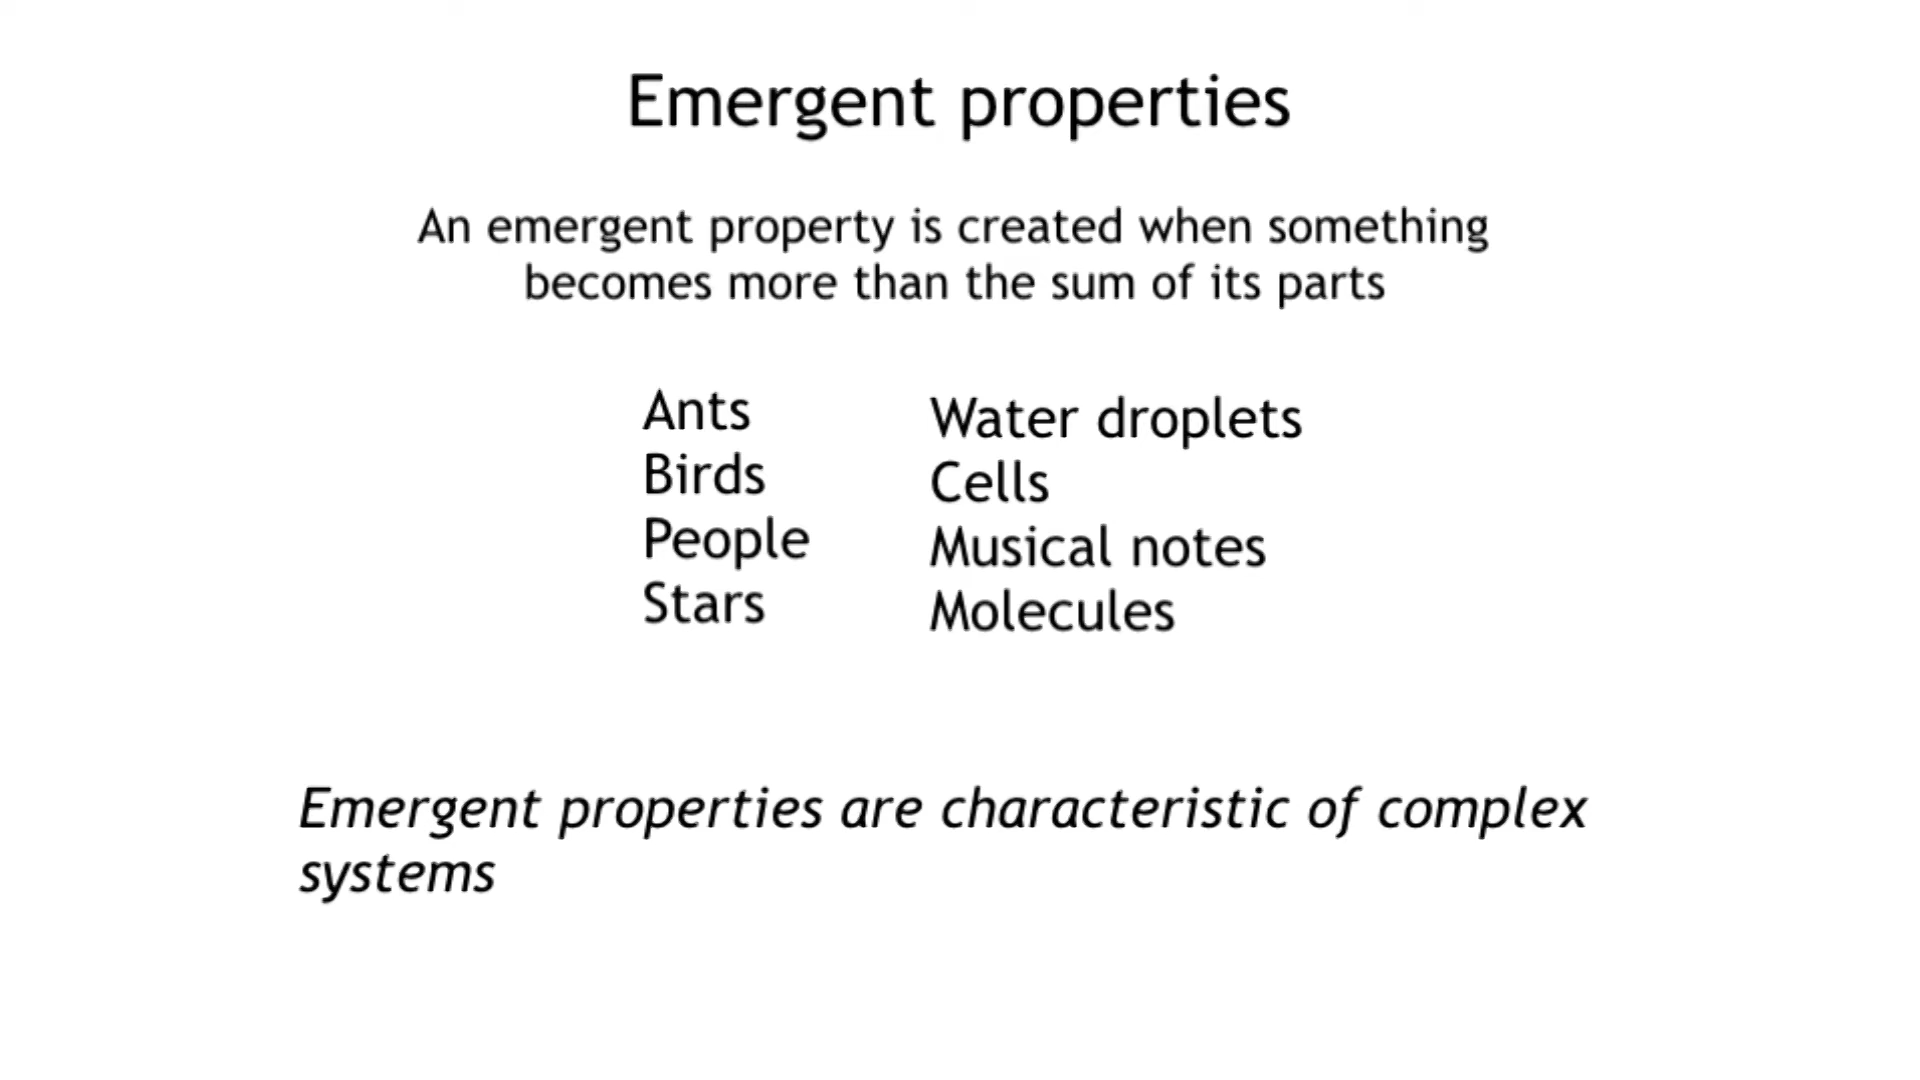 Emergent properties
An emergent property is created when something
becomes more than the sum of its parts
Ants
Birds
People
Stars
Water droplets
Cells
Musical notes
Molecules
Emergent properties are characteristic of complex
systems